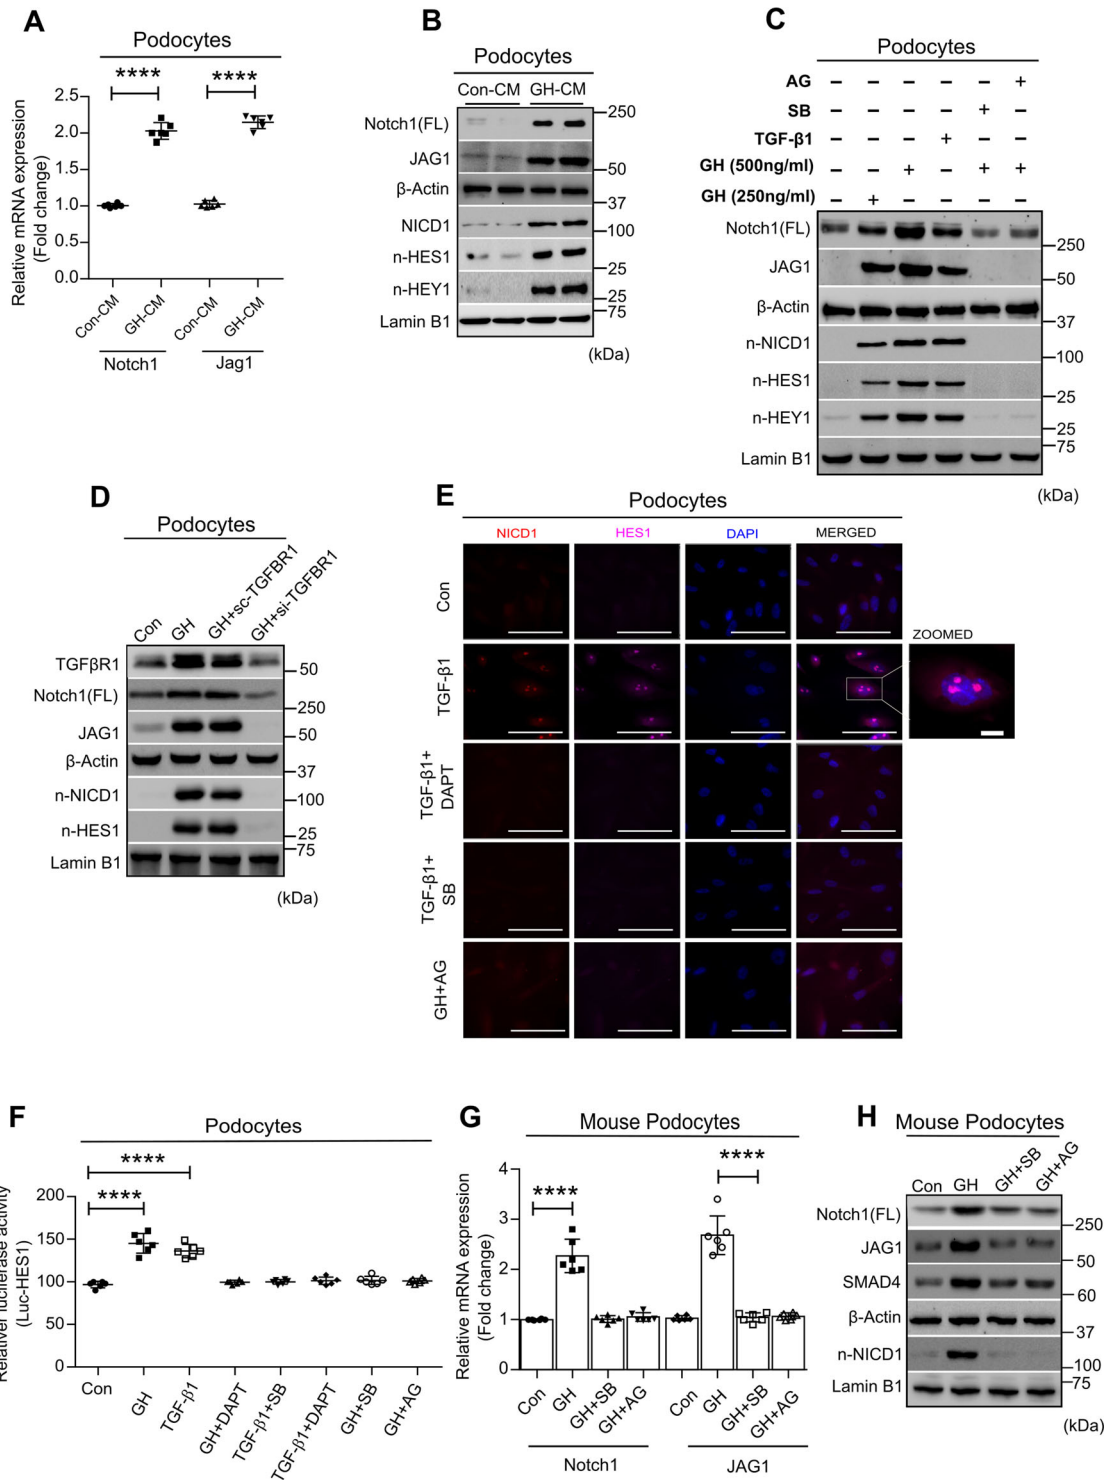 A
Podocytes
****
****
Relative mRNA expression
(Fold change)
2.5
2.0
1.5
1.0
0.5
0.0
Con-CM
GH-CM
Con-CM
GH-CM
Notch1
Jag1
B
Podocytes
Con-CM GH-CM
Notch1(FL)
250
JAG1
50
β-Actin
37
NICD1
100
n-HES1
25
n-HEY1
25
Lamin B1
75
(kDa)
C
Podocytes
AG – – – – – +
SB – – – – + –
TGF-β1 – – – + – –
GH (500ng/ml) – – + – + +
GH (250ng/ml) – + – – – –
Notch1(FL)
250
JAG1
50
β-Actin
37
n-NICD1
100
n-HES1
25
n-HEY1
25
Lamin B1
75
(kDa)
D
Podocytes
Con
GH
GH+sc-TGFBR1
GH+si-TGFBR1
TGFβR1
50
Notch1(FL)
250
JAG1
50
β-Actin
37
n-NICD1
100
n-HES1
25
Lamin B1
75
(kDa)
E
Podocytes
NICD1 HES1 DAPI MERGED
Con
TGF-β1
ZOOMED
TGF-β1+
DAPT
TGF-β1+
SB
GH+AG
F
Podocytes
****
****
luciferase activity
(Luc-HES1)
200
150
100
50
0
Con
GH
TGF-β1
GH+DAPT
TGF-β1+SB
TGF-β1+DAPT
GH+SB
GH+AG
G
Mouse Podocytes
****
****
Relative mRNA expression
(Fold change)
4
3
2
1
0
Con
GH
GH+SB
GH+AG
Con
GH
GH+SB
GH+AG
Notch1
JAG1
H
Mouse Podocytes
Con
GH
GH+SB
GH+AG
Notch1(FL)
250
JAG1
50
SMAD4
60
β-Actin
37
n-NICD1
100
Lamin B1
75
(kDa)